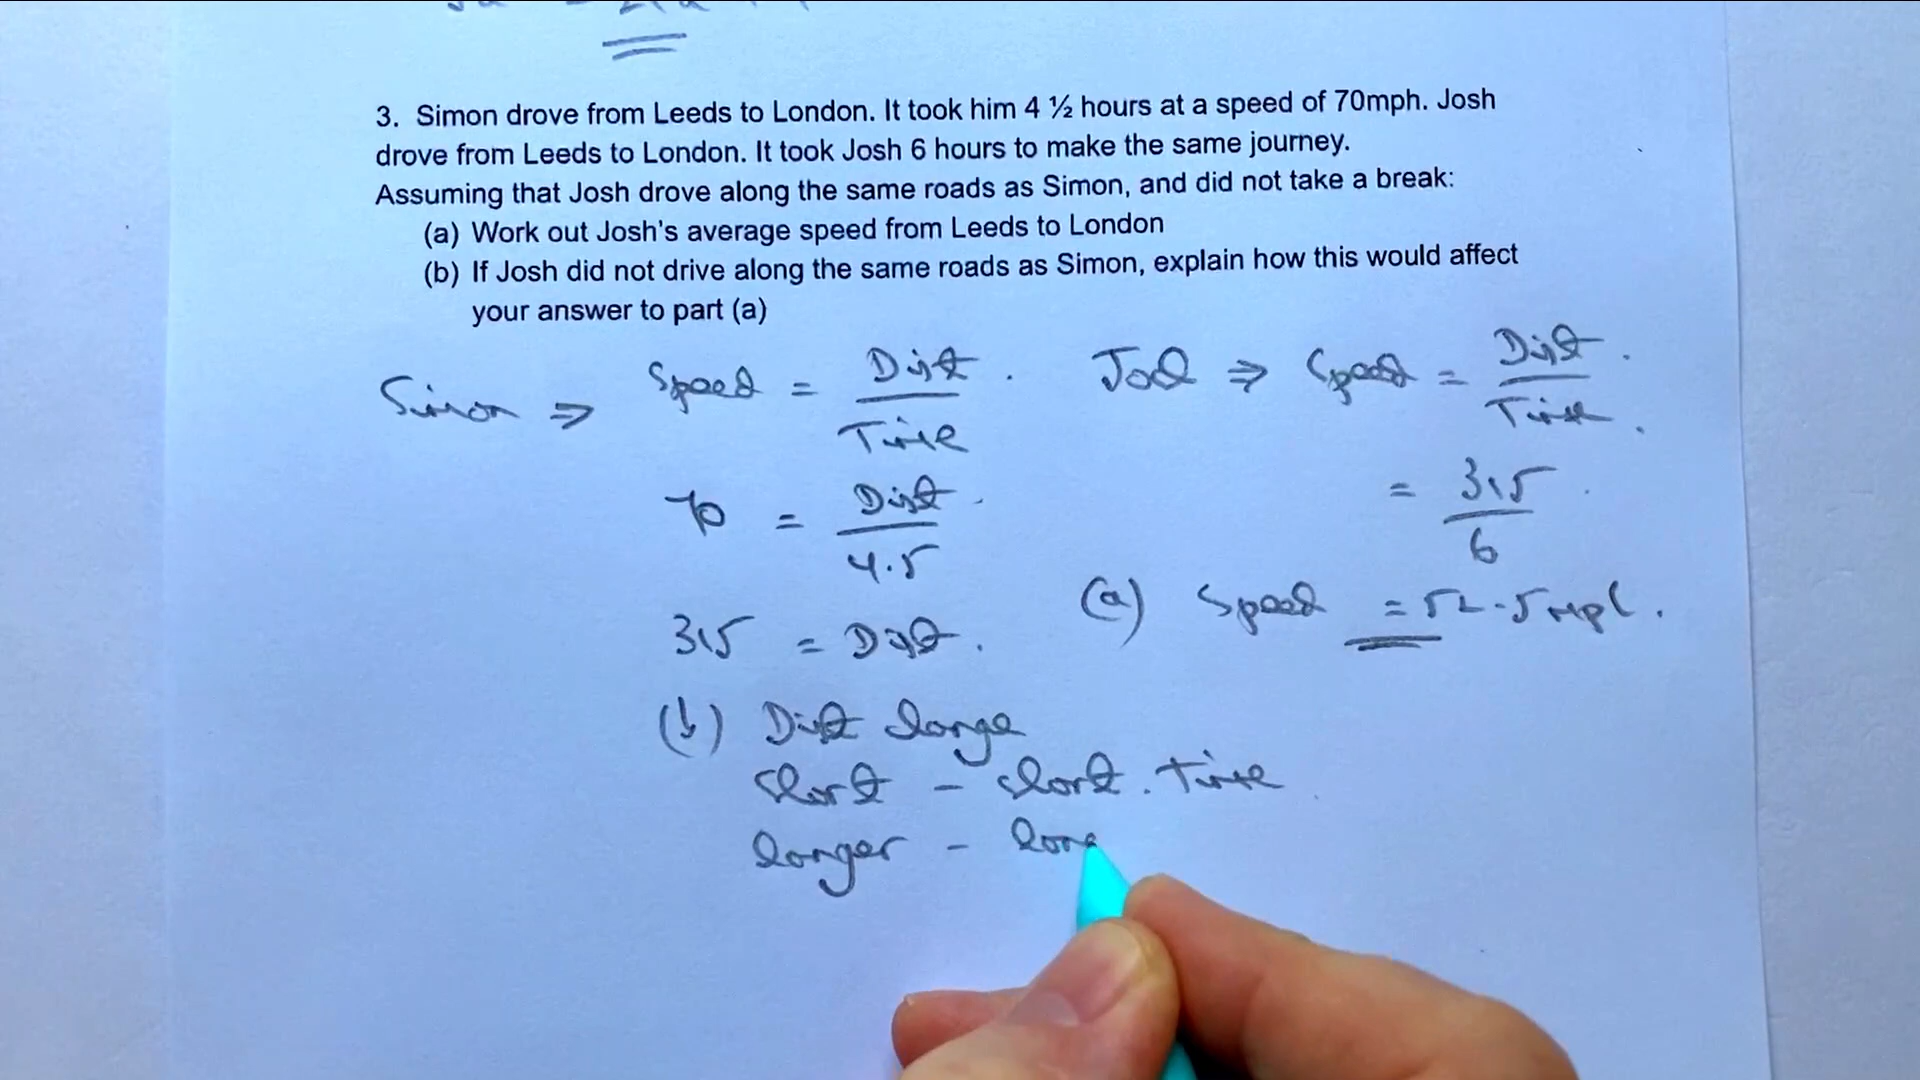 3. Simon drove from Leeds to London. It took him 4 ½ hours at a speed of 70mph. Josh
drove from Leeds to London. It took Josh 6 hours to make the same journey.
Assuming that Josh drove along the same roads as Simon, and did not take a break:
(a) Work out Josh's average speed from Leeds to London
(b) If Josh did not drive along the same roads as Simon, explain how this would affect
your answer to part (a)
Simon ⇒ Speed = Dist / Time
70 = Dist / 4.5
315 = Dist.
Josh ⇒ Speed = Dist / Time
= 315 / 6
(a) Speed = 52.5mph.
(b) Dist
short - short. time
longer - long